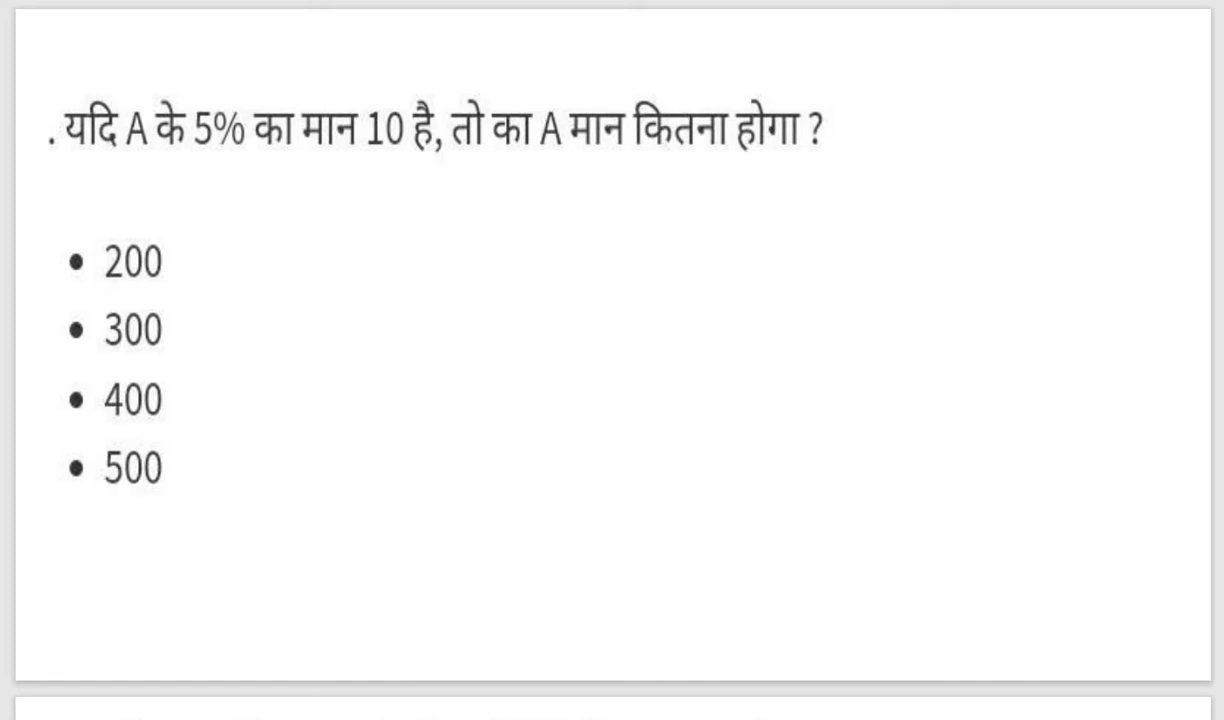 . यदि A के 5% का मान 10 है, तो का A मान कितना होगा ?
• 200
• 300
• 400
• 500